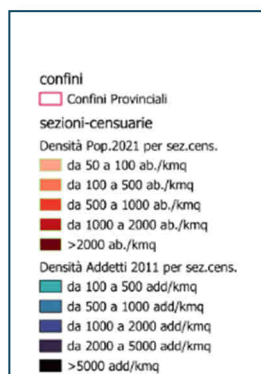 confini
Confini Provinciali
sezioni-censuarie
Densità Pop.2021 per sez.cens.
da 50 a 100 ab./kmq
da 100 a 500 ab./kmq
da 500 a 1000 ab./kmq
da 1000 a 2000 ab./kmq
>2000 ab./kmq
Densità Addetti 2011 per sez.cens.
da 100 a 500 add/kmq
da 500 a 1000 add/kmq
da 1000 a 2000 add/kmq
da 2000 a 5000 add/kmq
>5000 add/kmq